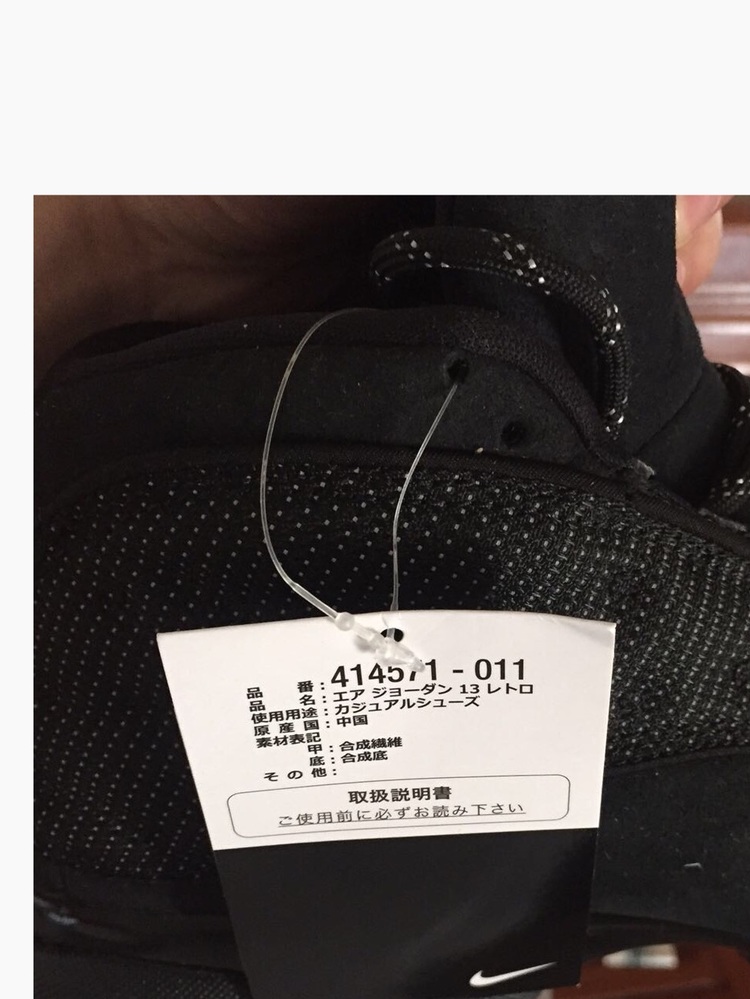 品 番：414571 - 011
品 名：エア ジョーダン 13 レトロ
使用用途：カジュアルシューズ
原 産 国：中国
素材表記
甲：合成繊維
底：合成底
そ の 他：
取扱説明書
ご使用前に必ずお読み下さい